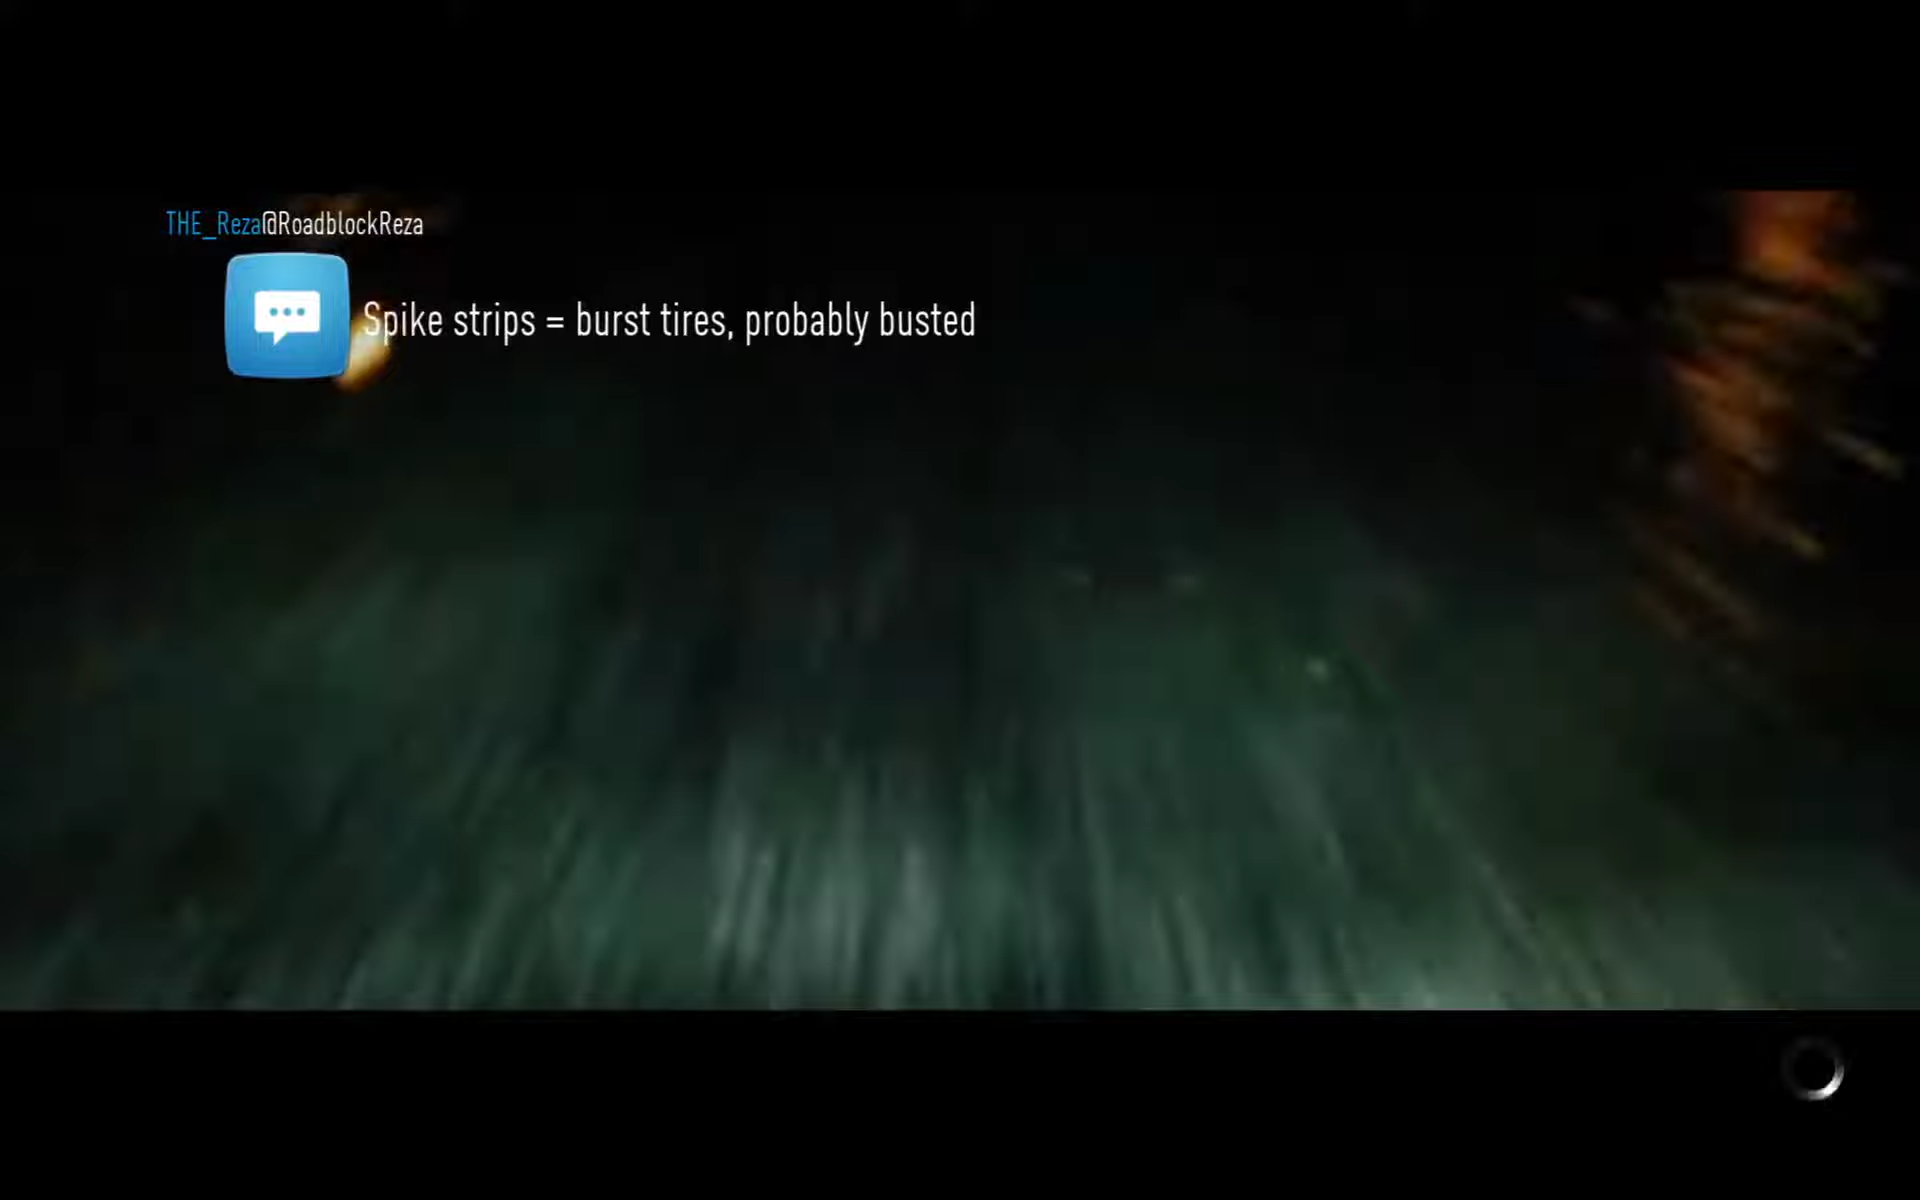 THE_Reza@RoadblockReza
Spike strips = burst tires, probably busted